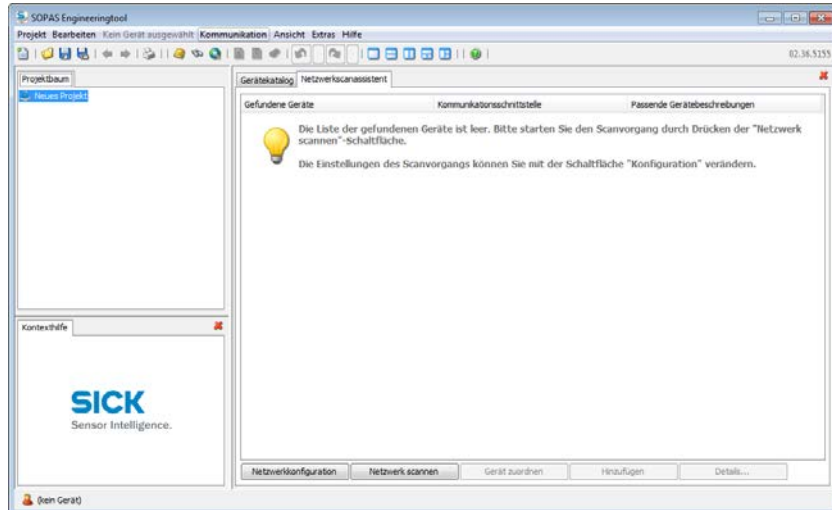 SOPAS Engineeringtool
Projekt Bearbeiten Kein Gerät ausgewählt Kommunikation Ansicht Extras Hilfe
02.36.5155
Projektbaum
Neues Projekt
Gerätekatalog Netzwerkscanassistent
Gefundene Geräte Kommunikationsschnittstelle Passende Gerätebeschreibungen
Die Liste der gefundenen Geräte ist leer. Bitte starten Sie den Scanvorgang durch Drücken der "Netzwerk
scannen"-Schaltfläche.
Die Einstellungen des Scanvorgangs können Sie mit der Schaltfläche "Konfiguration" verändern.
Kontexthilfe
SICK
Sensor Intelligence.
Netzwerkkonfiguration Netzwerk scannen Gerät zuordnen Hinzufügen Details...
(kein Gerät)